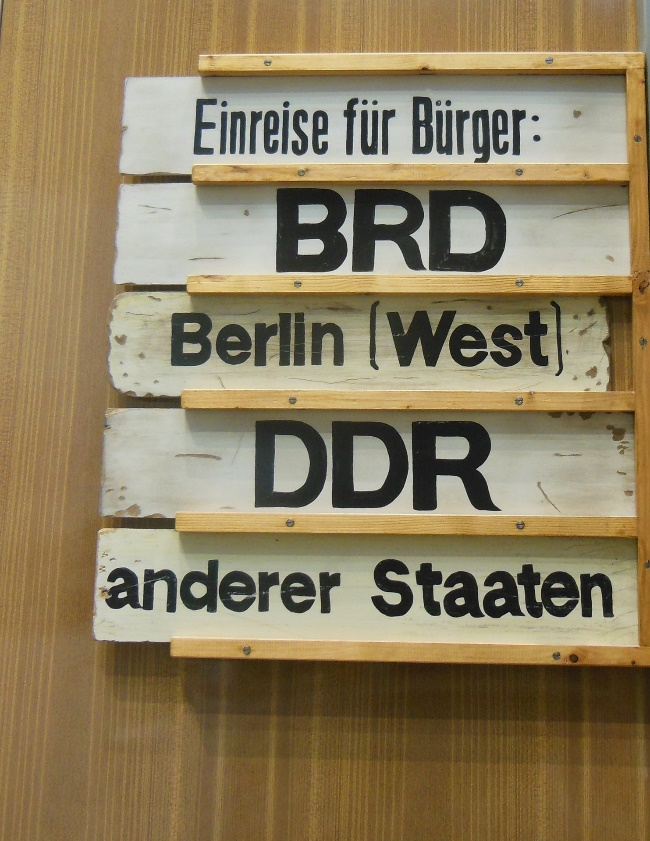 Einreise für Bürger:
BRD
Berlin (West)
DDR
anderer Staaten